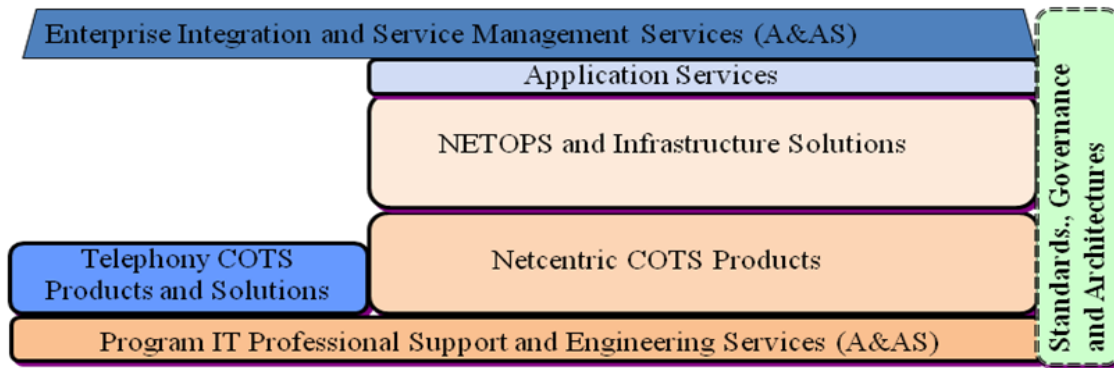 Enterprise Integration and Service Management Services (A&AS)
Application Services
NETOPS and Infrastructure Solutions
Telephony COTS
Products and Solutions
Netcentric COTS Products
Program IT Professional Support and Engineering Services (A&AS)
Standards., Governance
and Architectures